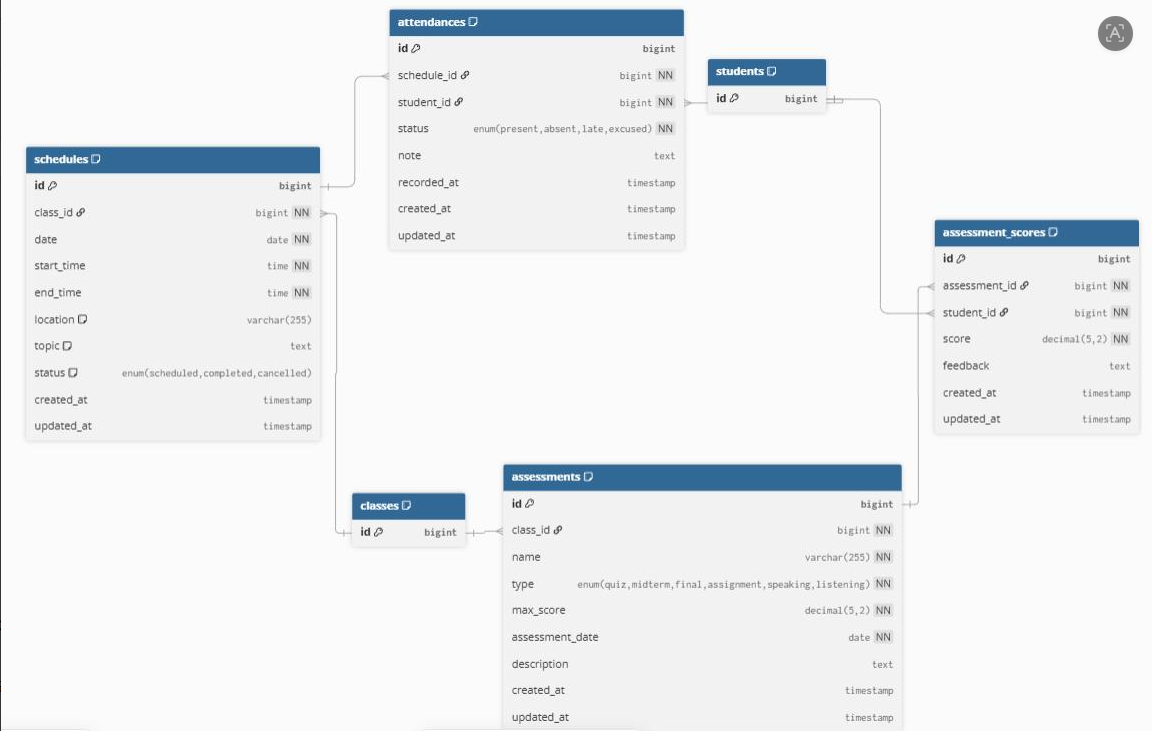 attendances
id bigint
schedule_id bigint NN
student_id bigint NN
status enum(present,absent,late,excused) NN
note text
recorded_at timestamp
created_at timestamp
updated_at timestamp
students
id bigint
schedules
id bigint
class_id bigint NN
date date NN
start_time time NN
end_time time NN
location varchar(255)
topic text
status enum(scheduled,completed,cancelled)
created_at timestamp
updated_at timestamp
assessment_scores
id bigint
assessment_id bigint NN
student_id bigint NN
score decimal(5,2) NN
feedback text
created_at timestamp
updated_at timestamp
classes
id bigint
assessments
id bigint
class_id bigint NN
name varchar(255) NN
type enum(quiz,midterm,final,assignment,speaking,listening) NN
max_score decimal(5,2) NN
assessment_date date NN
description text
created_at timestamp
updated_at timestamp
A